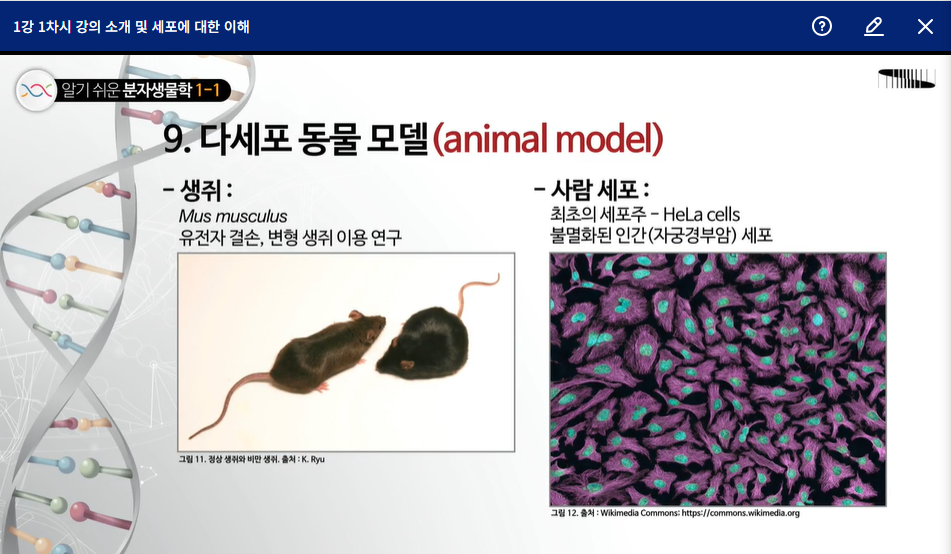 1강 1차시 강의 소개 및 세포에 대한 이해
알기 쉬운 분자생물학 1-1
9. 다세포 동물 모델(animal model)
- 생쥐 :
Mus musculus
유전자 결손, 변형 생쥐 이용 연구
그림 11. 정상 생쥐와 비만 생쥐. 출처 : K. Ryu
- 사람 세포 :
최초의 세포주 - HeLa cells
불멸화된 인간(자궁경부암) 세포
그림 12. 출처 : Wikimedia Commons: https://commons.wikimedia.org